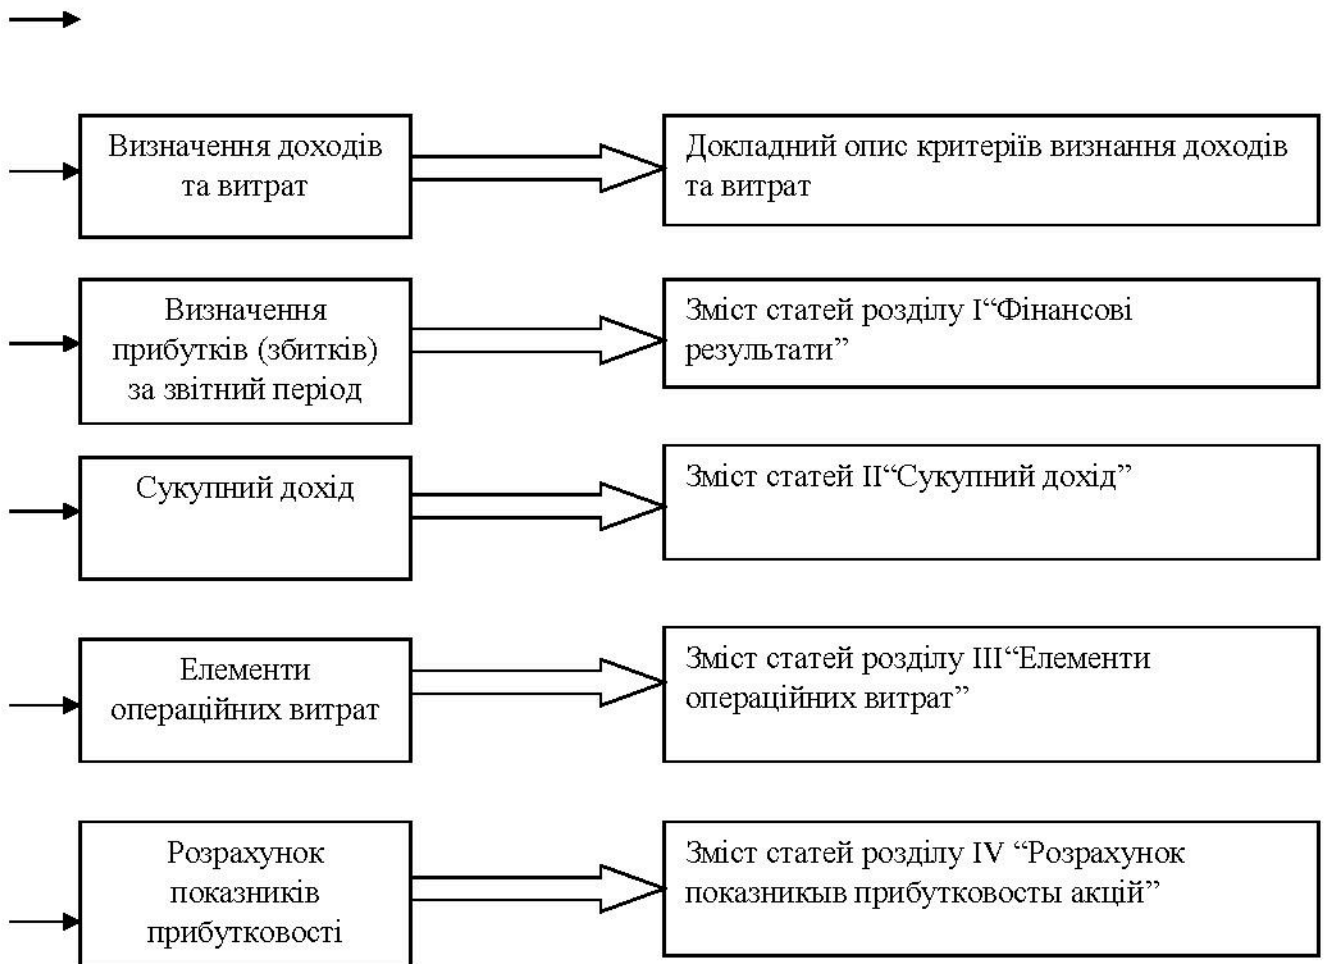 Визначення доходів
та витрат
Докладний опис критеріїв визнання доходів
та витрат
Визначення
прибутків (збитків)
за звітний період
Зміст статей розділу I“Фінансові
результати”
Сукупний дохід
Зміст статей II“Сукупний дохід”
Елементи
операційних витрат
Зміст статей розділу III“Елементи
операційних витрат”
Розрахунок
показників
прибутковості
Зміст статей розділу IV “Розрахунок
показникыв прибутковосты акцій”